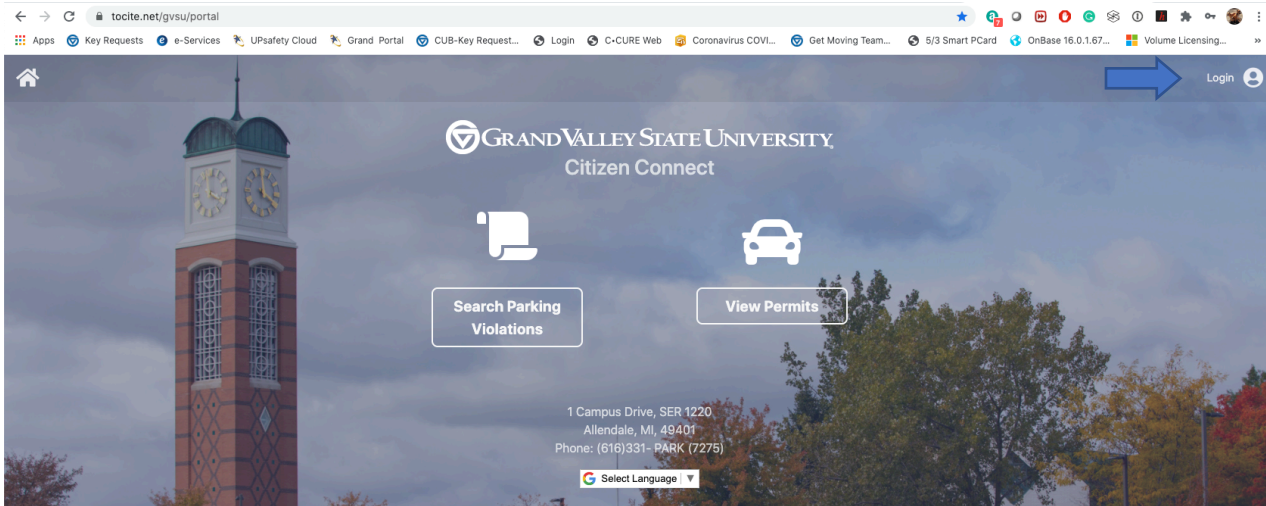 tocite.net/gvsu/portal
7
Apps Key Requests e-Services UPsafety Cloud Grand Portal CUB-Key Request... Login C•CURE Web Coronavirus COVI... Get Moving Team... 5/3 Smart PCard OnBase 16.0.1.67... Volume Licensing... »
Login
GRAND VALLEY STATE UNIVERSITY®
Citizen Connect
Search Parking
Violations
View Permits
1 Campus Drive, SER 1220
Allendale, MI, 49401
Phone: (616)331- PARK (7275)
G Select Language ▼